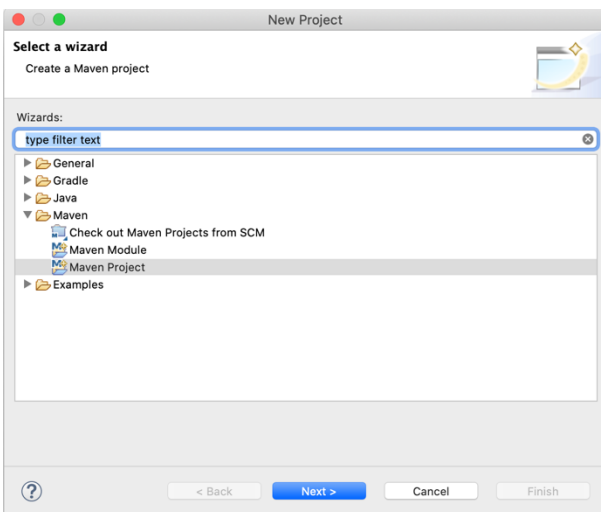 New Project
Select a wizard
Create a Maven project
Wizards:
type filter text
General
Gradle
Java
Maven
Check out Maven Projects from SCM
Maven Module
Maven Project
Examples
? < Back Next > Cancel Finish